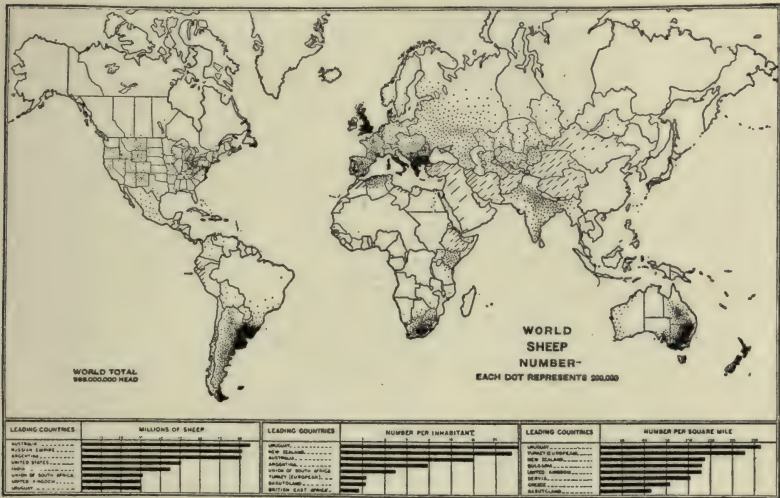 WORLD
SHEEP
NUMBER-
EACH DOT REPRESENTS 200,000
WORLD TOTAL
HEAD
LEADING COUNTRIES
MILLIONS OF SHEEP
AUSTRALIA
RUSSIAN EMPIRE
ARGENTINA
UNITED STATES
INDIA
UNION OF SOUTH AFRICA
UNITED KINGDOM
URUGUAY
LEADING COUNTRIES
NUMBER PER INHABITANT
URUGUAY
NEW ZEALAND
AUSTRALIA
ARGENTINA
UNION OF SOUTH AFRICA
TURKEY (EUROPEAN)
BASUTOLAND
BRITISH EAST AFRICA
LEADING COUNTRIES
NUMBER PER SQUARE MILE
URUGUAY
TURKEY (EUROPEAN)
NEW ZEALAND
BULGARIA
UNITED KINGDOM
SERVIA
GREECE
BASUTOLAND